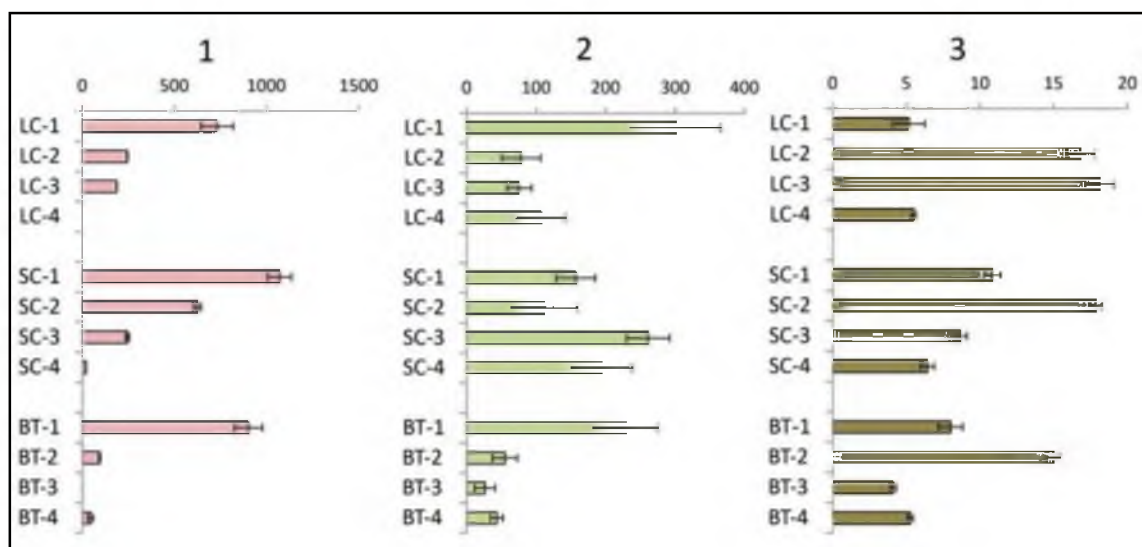 1 2 3
0 500 1000 1500
0 100 200 300 400
0 5 10 15 20
LC-1 LC-1 LC-1
LC-2 LC-2 LC-2
LC-3 LC-3 LC-3
LC-4 LC-4 LC-4
SC-1 SC-1 SC-1
SC-2 SC-2 SC-2
SC-3 SC-3 SC-3
SC-4 SC-4 SC-4
BT-1 BT-1 BT-1
BT-2 BT-2 BT-2
BT-3 BT-3 BT-3
BT-4 BT-4 BT-4